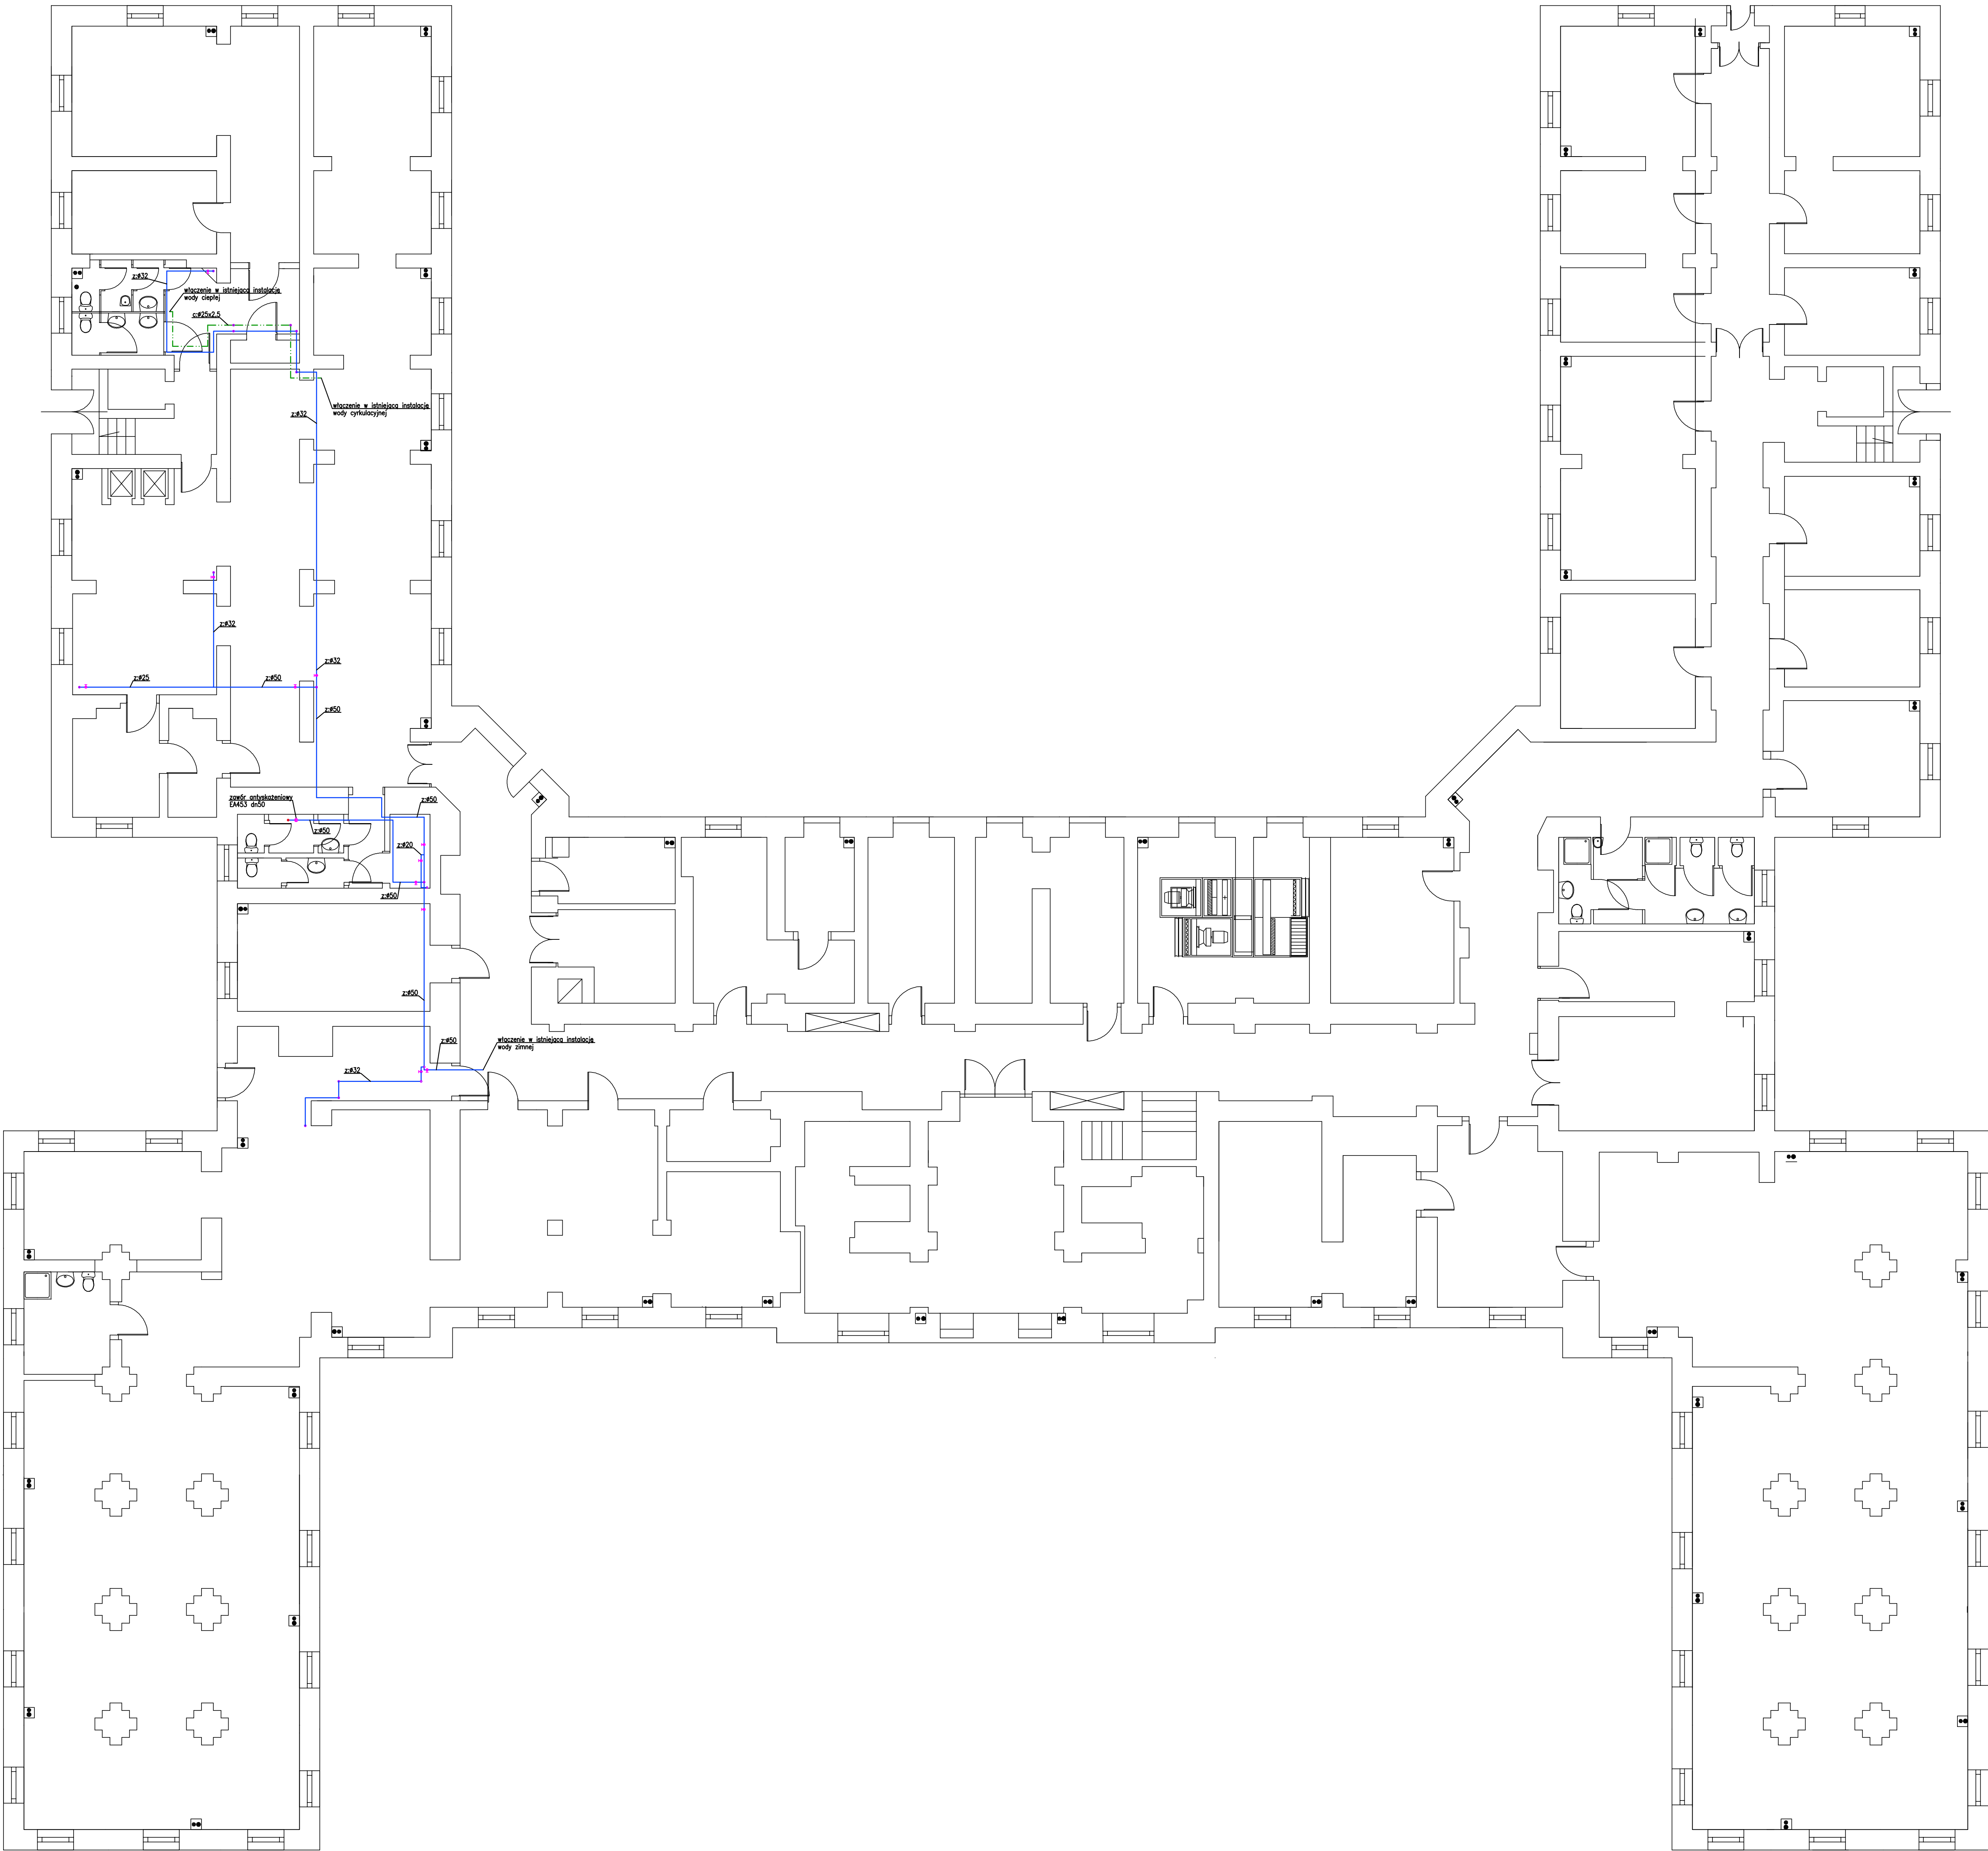 z:ø32
włączenie w istniejącą instalację
wody ciepłej
c:ø25x2,5
włączenie w istniejącą instalację
wody cyrkulacyjnej
z:ø32
z:ø32
z:ø32
z:ø25
z:ø50
z:ø50
zawór antyskażeniowy
EA453 dn50
z:ø50
z:ø50
z:ø20
z:ø50
z:ø50
z:ø50
włączenie w istniejącą instalację
wody zimnej
z:ø32